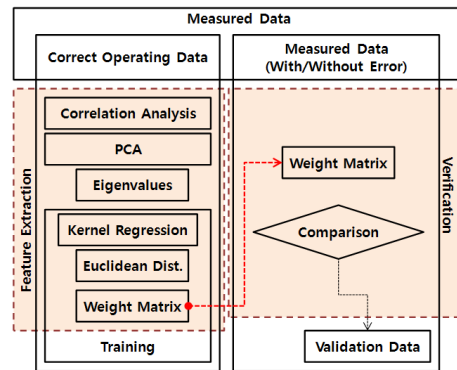 Measured Data
Correct Operating Data
Measured Data
(With/Without Error)
Feature Extraction
Correlation Analysis
PCA
Eigenvalues
Kernel Regression
Euclidean Dist.
Weight Matrix
Training
Weight Matrix
Comparison
Validation Data
Verification